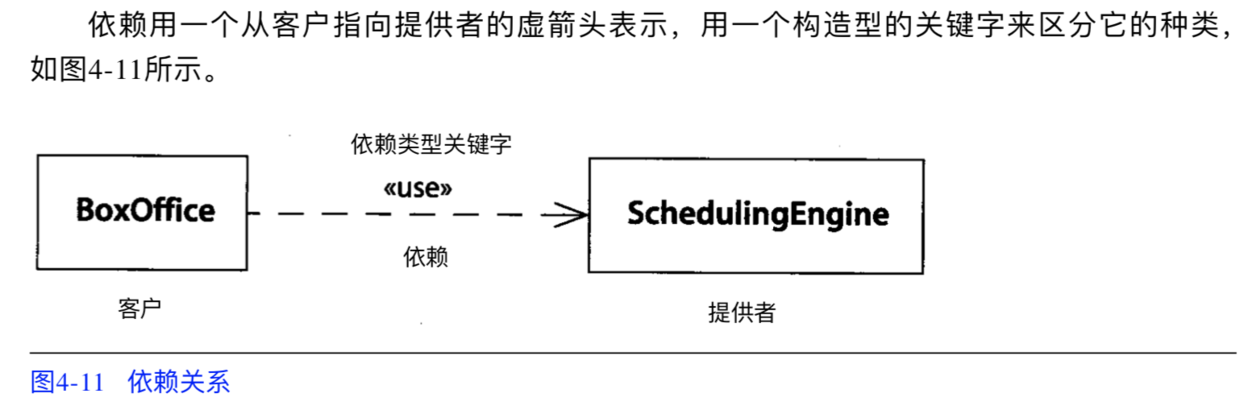 依赖用一个从客户指向提供者的虚箭头表示，用一个构造型的关键字来区分它的种类，
如图4-11所示。
依赖类型关键字
«use»
BoxOffice
SchedulingEngine
依赖
客户
提供者
图4-11 依赖关系